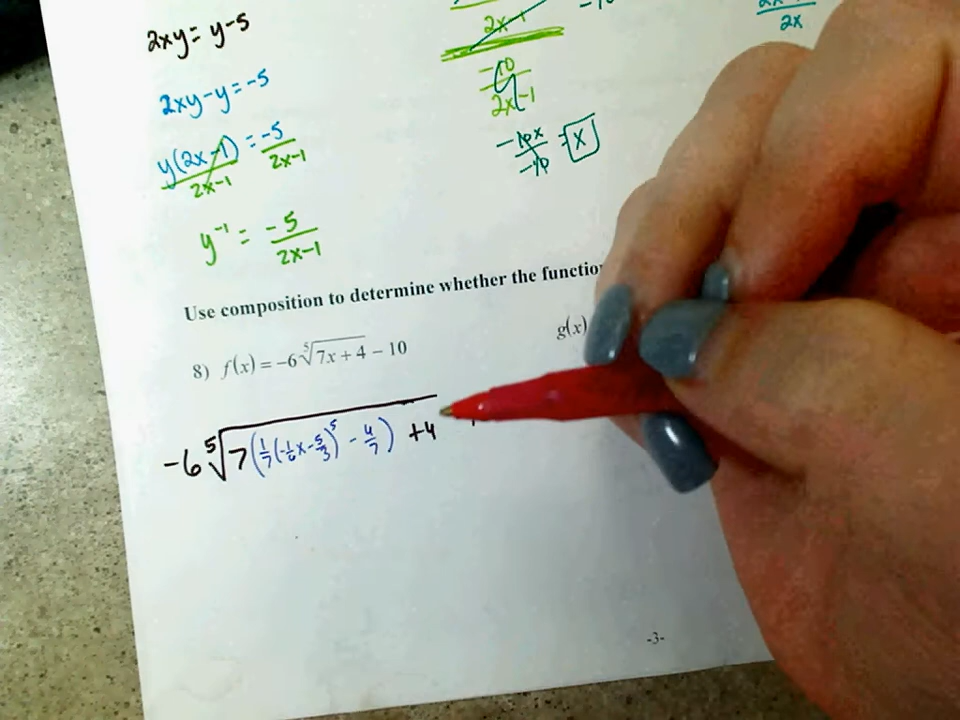 2xy = y-5
2xy-y = -5
y(2x-1) = -5
2x-1 2x-1
y⁻¹ = -5/(2x-1)
2x-1
-10
2x-1
-10x/-10 = x
2x
Use composition to determine whether the
8) f(x) = -6⁵√(7x + 4) - 10
g(x)
-6⁵√(7(1/7(-1/6x-5/3)⁵ - 4/7) +4)
-3-